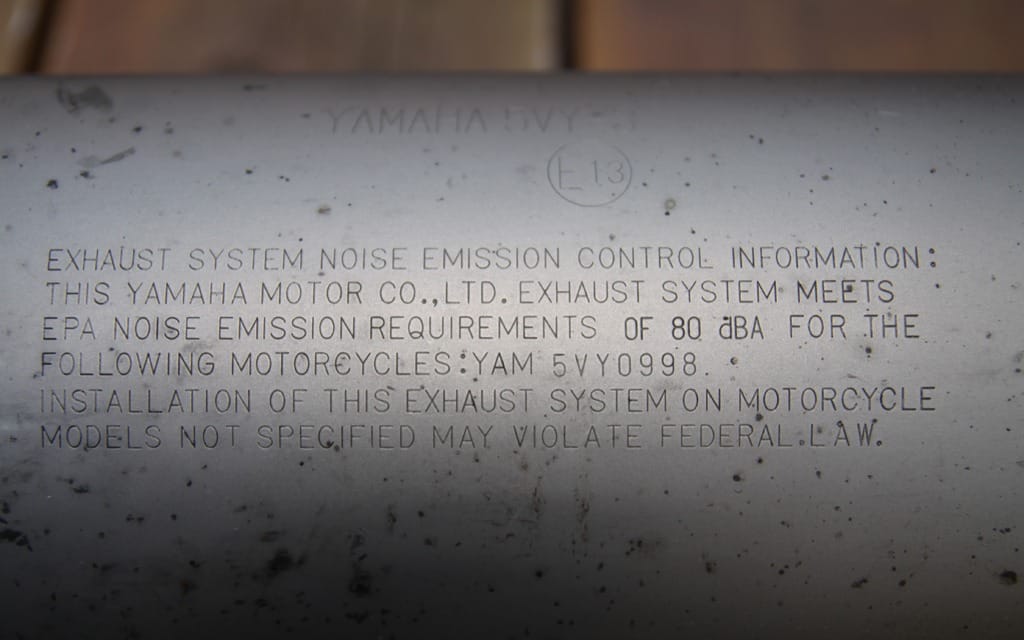 YAMAHA 5VY-3
E13
EXHAUST SYSTEM NOISE EMISSION CONTROL INFORMATION:
THIS YAMAHA MOTOR CO.,LTD. EXHAUST SYSTEM MEETS
EPA NOISE EMISSION REQUIREMENTS OF 80 dBA FOR THE
FOLLOWING MOTORCYCLES:YAM 5VY0998.
INSTALLATION OF THIS EXHAUST SYSTEM ON MOTORCYCLE
MODELS NOT SPECIFIED MAY VIOLATE FEDERAL.LAW.